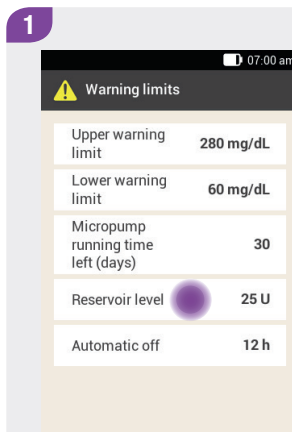 1
07:00 am
Warning limits
Upper warning
limit
280 mg/dL
Lower warning
limit
60 mg/dL
Micropump
running time
left (days)
30
Reservoir level
25 U
Automatic off
12 h